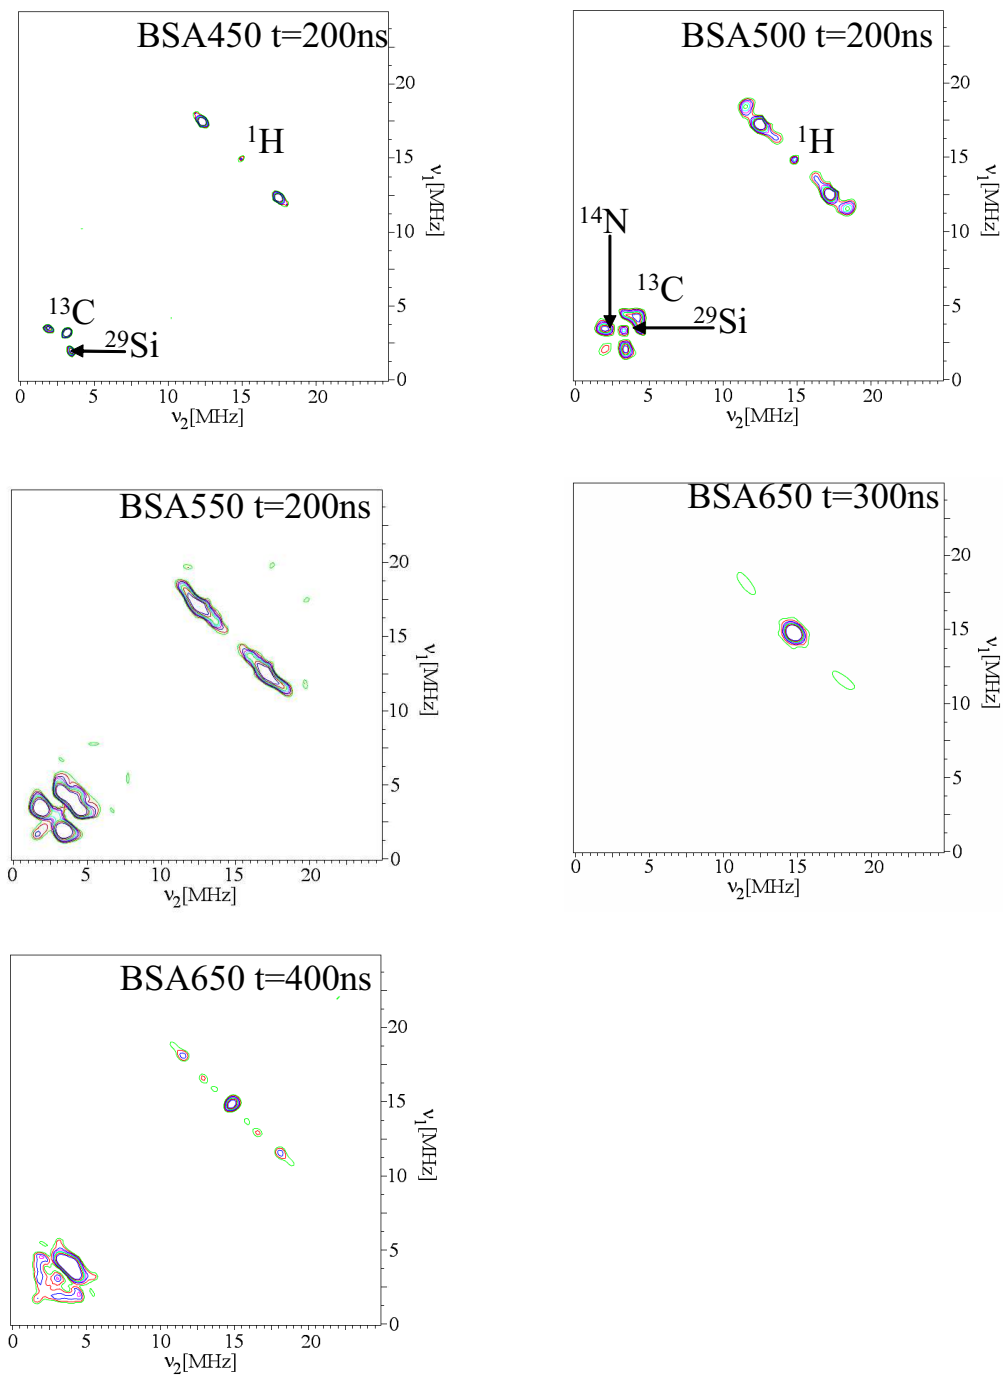 BSA450 t=200ns
¹H
¹³C
²⁹Si
20
15
10
5
0
ν₁[MHz]
0 5 10 15 20
ν₂[MHz]
BSA500 t=200ns
¹H
¹⁴N
¹³C
²⁹Si
20
15
10
5
0
ν₁[MHz]
0 5 10 15 20
ν₂[MHz]
BSA550 t=200ns
20
15
10
5
0
ν₁[MHz]
0 5 10 15 20
ν₂[MHz]
BSA650 t=300ns
20
15
10
5
0
ν₁[MHz]
0 5 10 15 20
ν₂[MHz]
BSA650 t=400ns
20
15
10
5
0
ν₁[MHz]
0 5 10 15 20
ν₂[MHz]